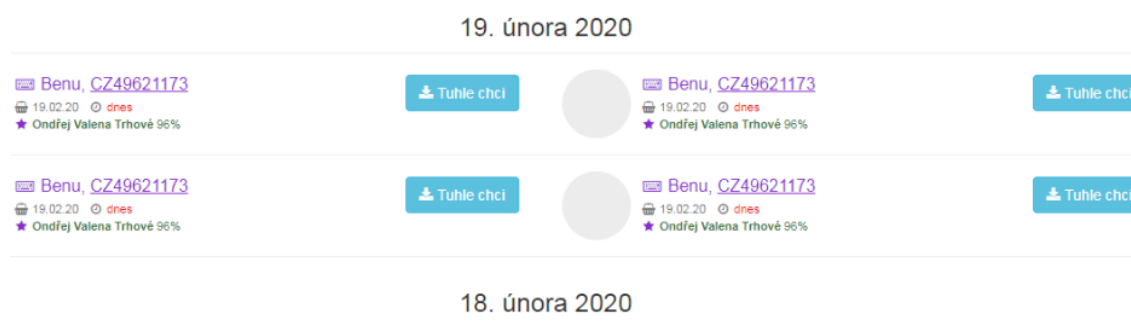 19. února 2020
Benu, CZ49621173
Tuhle chci
19.02.20 dnes
Ondřej Valena Trhové 96%
Benu, CZ49621173
Tuhle chci
19.02.20 dnes
Ondřej Valena Trhové 96%
Benu, CZ49621173
Tuhle chci
19.02.20 dnes
Ondřej Valena Trhové 96%
Benu, CZ49621173
Tuhle chci
19.02.20 dnes
Ondřej Valena Trhové 96%
18. února 2020